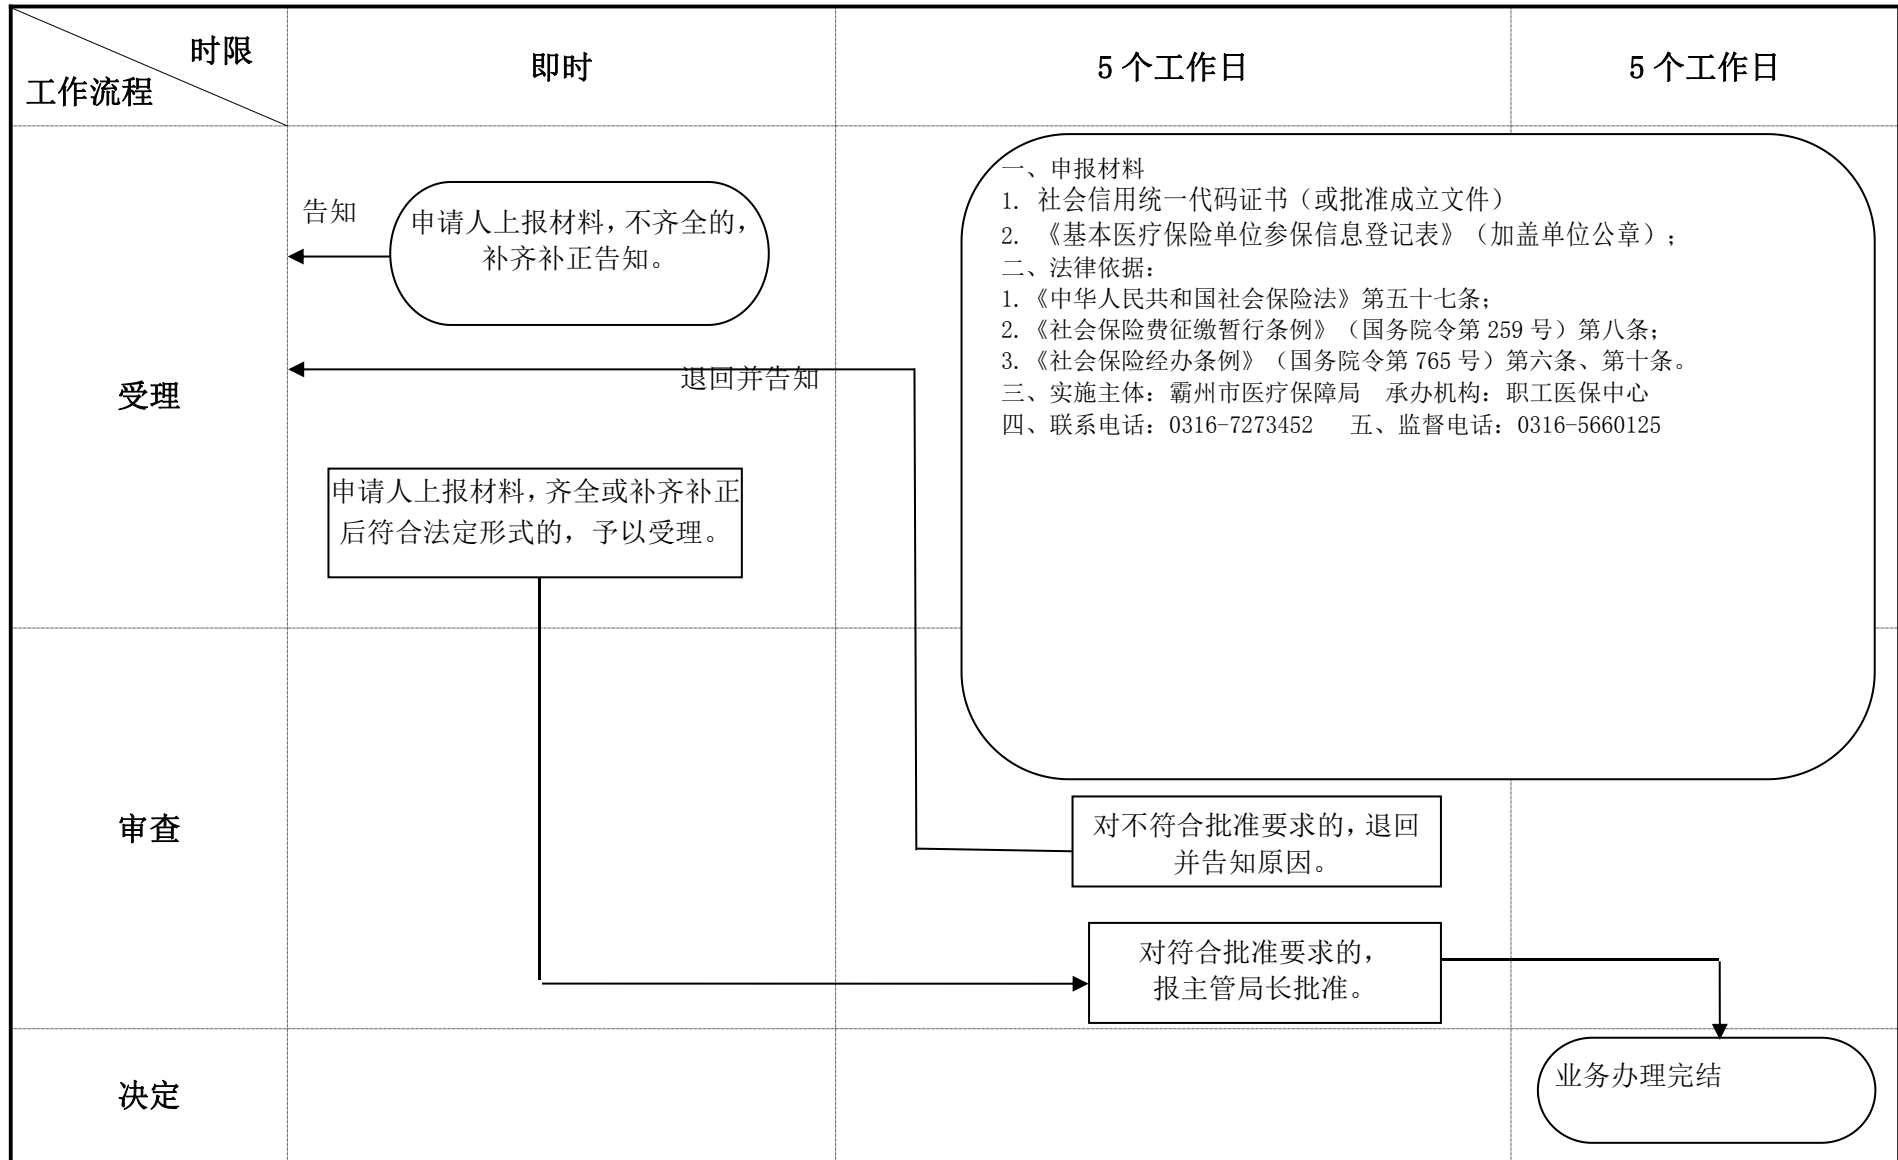 时限
工作流程
即时
5 个工作日
5 个工作日
受理
告知
申请人上报材料，不齐全的，
补齐补正告知。
退回并告知
申请人上报材料，齐全或补齐补正
后符合法定形式的，予以受理。
一、申报材料
1. 社会信用统一代码证书（或批准成立文件）
2. 《基本医疗保险单位参保信息登记表》（加盖单位公章）；
二、法律依据：
1.《中华人民共和国社会保险法》第五十七条；
2.《社会保险费征缴暂行条例》（国务院令第 259 号）第八条；
3.《社会保险经办条例》（国务院令第 765 号）第六条、第十条。
三、实施主体：霸州市医疗保障局 承办机构：职工医保中心
四、联系电话：0316-7273452 五、监督电话：0316-5660125
审查
对不符合批准要求的，退回
并告知原因。
对符合批准要求的，
报主管局长批准。
决定
业务办理完结